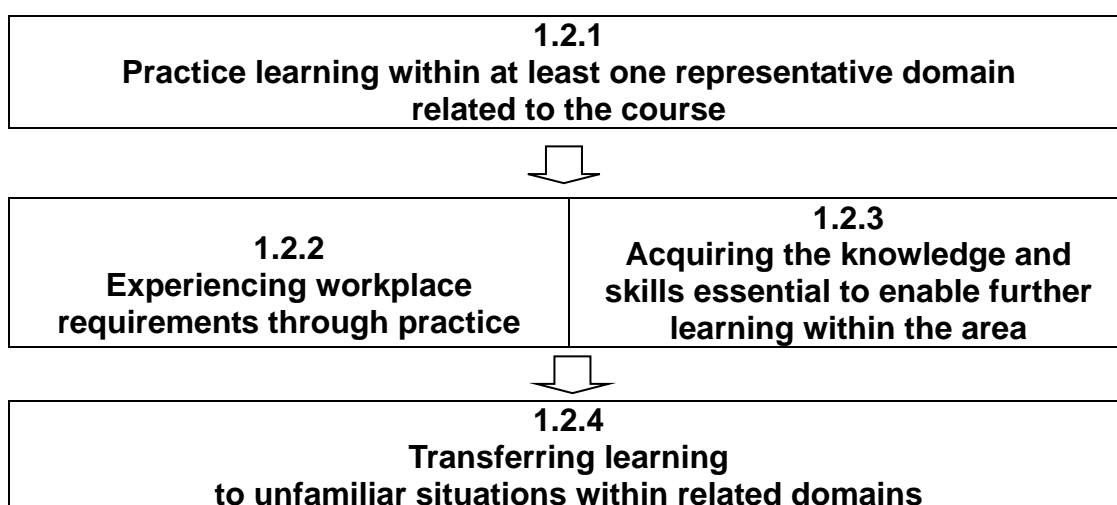 1.2.1
Practice learning within at least one representative domain
related to the course
1.2.2
Experiencing workplace
requirements through practice
1.2.3
Acquiring the knowledge and
skills essential to enable further
learning within the area
1.2.4
Transferring learning
to unfamiliar situations within related domains